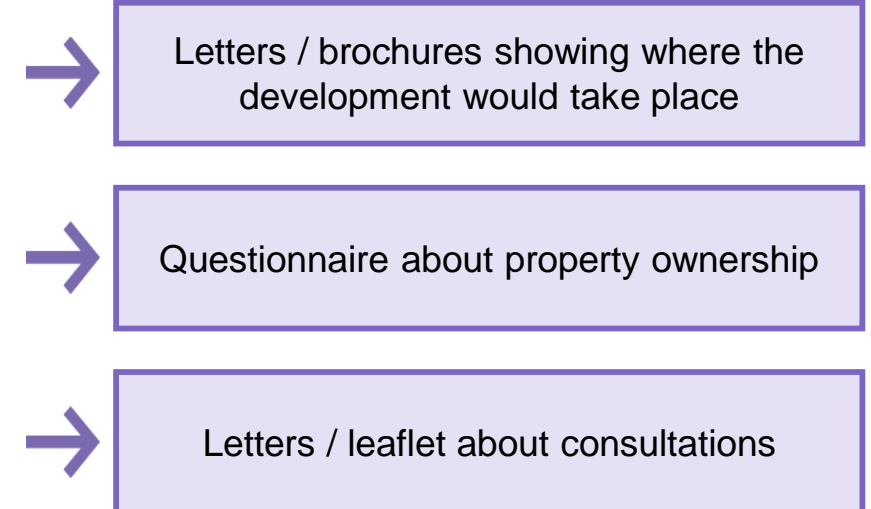 Letters / brochures showing where the
development would take place
Questionnaire about property ownership
Letters / leaflet about consultations